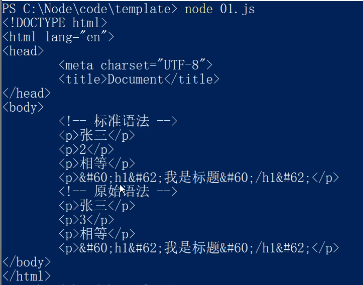 PS C:\Node\code\template> node 01.js
<!DOCTYPE html>
<html lang="en">
<head>
<meta charset="UTF-8">
<title>Document</title>
</head>
<body>
<!-- 标准语法 -->
<p>张三</p>
<p>2</p>
<p>相等</p>
<p>&#60;h1&#62;我是标题&#60;/h1&#62;</p>
<!-- 原始语法 -->
<p>张三</p>
<p>3</p>
<p>相等</p>
<p>&#60;h1&#62;我是标题&#60;/h1&#62;</p>
</body>
</html>